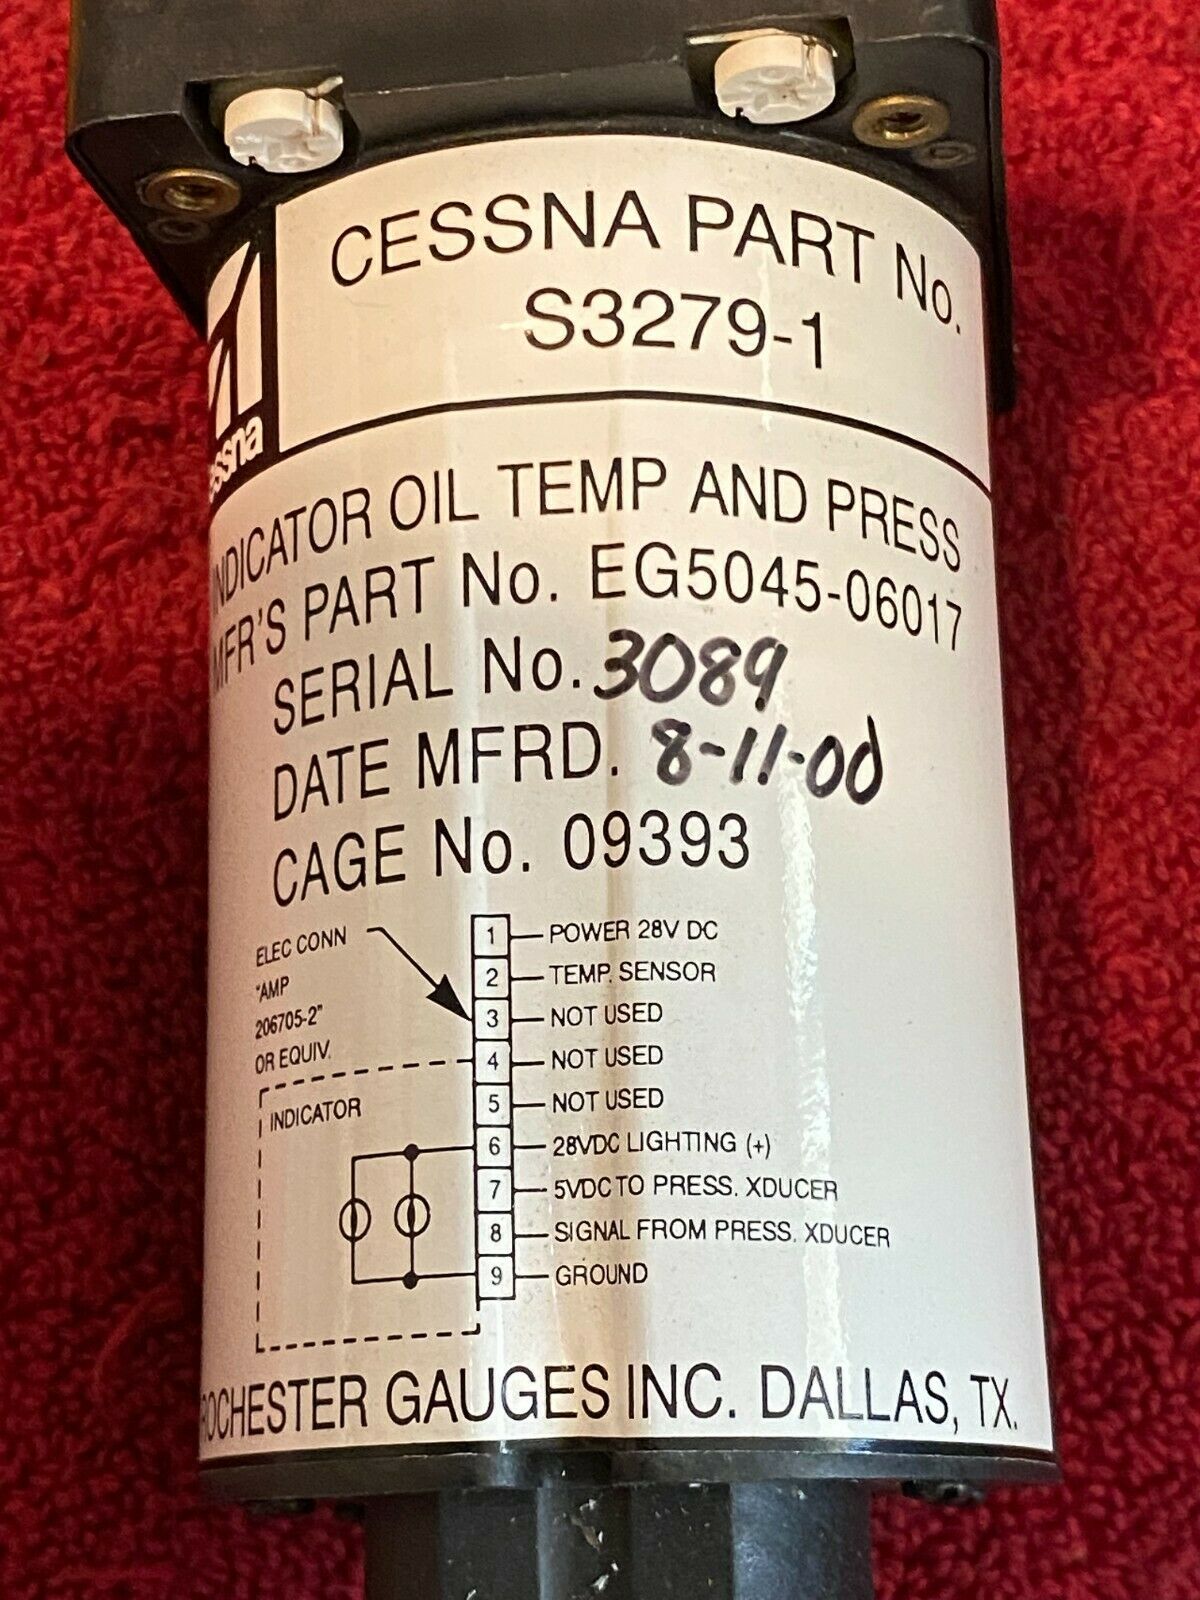 CESSNA PART No.
S3279-1
INDICATOR OIL TEMP AND PRESS
MFR'S PART No. EG5045-06017
SERIAL No. 3089
DATE MFRD. 8-11-00
CAGE No. 09393
ELEC CONN
"AMP
206705-2"
OR EQUIV.
INDICATOR
1 POWER 28V DC
2 TEMP. SENSOR
3 NOT USED
4 NOT USED
5 NOT USED
6 28VDC LIGHTING (+)
7 5VDC TO PRESS. XDUCER
8 SIGNAL FROM PRESS. XDUCER
9 GROUND
ROCHESTER GAUGES INC. DALLAS, TX.